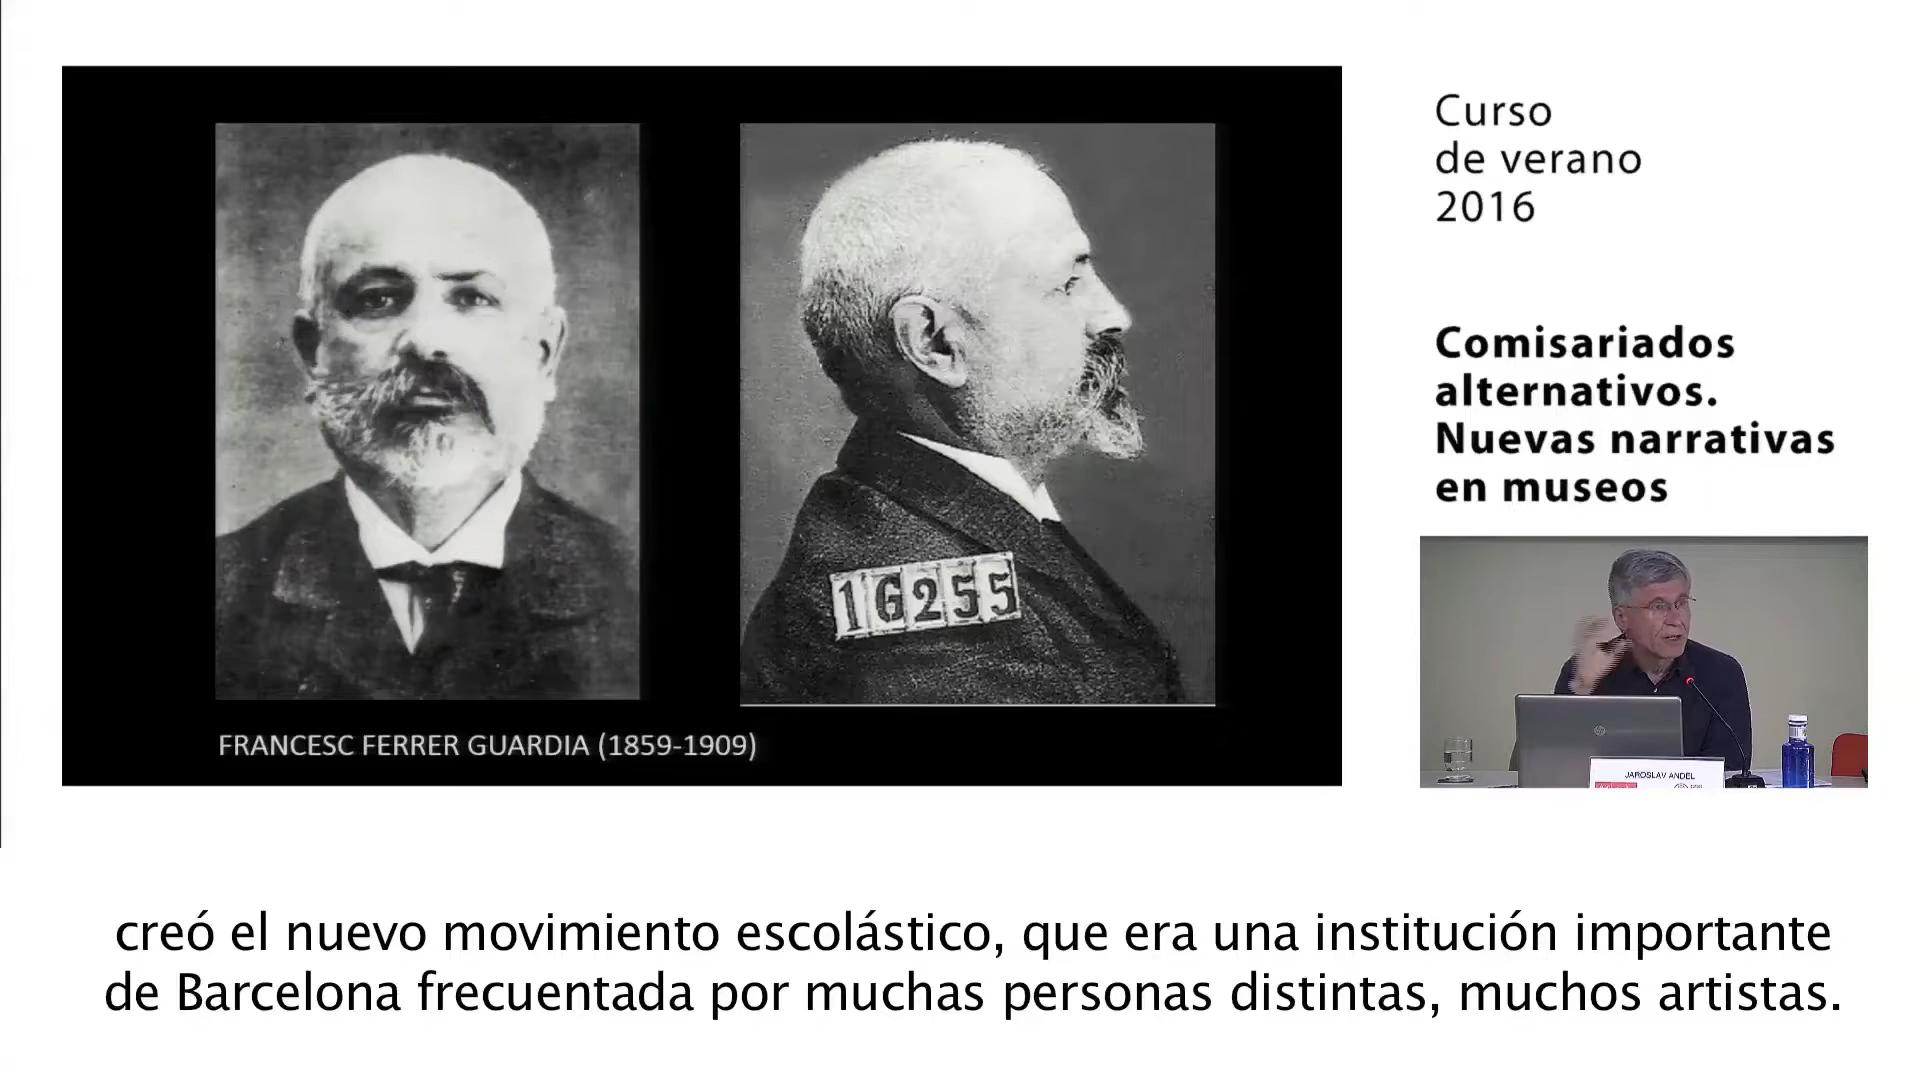 Curso
de verano
2016
Comisariados
alternativos.
Nuevas narrativas
en museos
16255
FRANCESC FERRER GUARDIA (1859-1909)
JAROSLAV ANDEL
creó el nuevo movimiento escolástico, que era una institución importante
de Barcelona frecuentada por muchas personas distintas, muchos artistas.